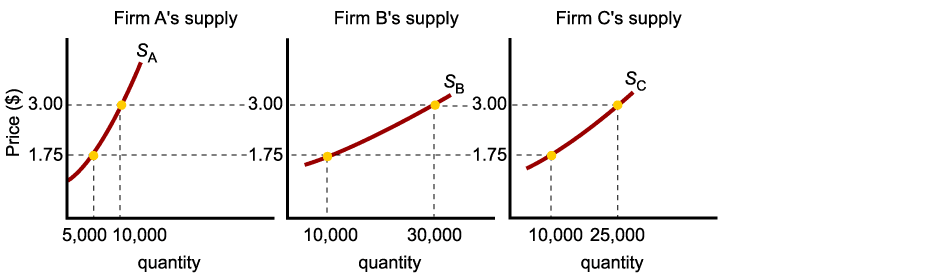 Firm A's supply
Firm B's supply
Firm C's supply
Price ($)
SA
3.00
1.75
5,000 10,000
quantity
SB
3.00
1.75
10,000 30,000
quantity
SC
3.00
1.75
10,000 25,000
quantity